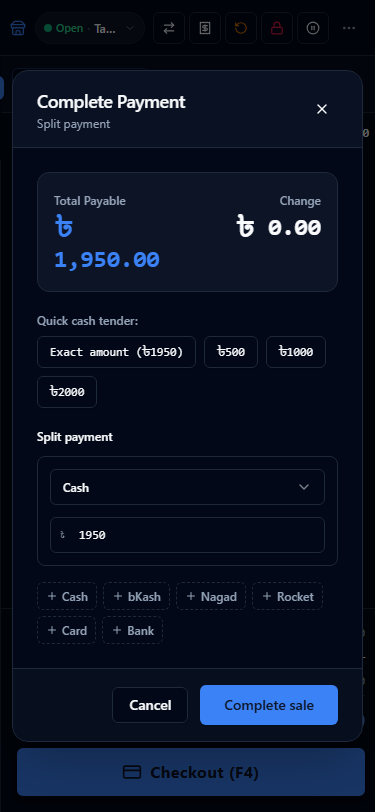 Open · Ta...
Complete Payment
Split payment
Total Payable
Change
৳
1,950.00
৳ 0.00
Quick cash tender:
Exact amount (৳1950)
৳500
৳1000
৳2000
Split payment
Cash
৳ 1950
+ Cash
+ bKash
+ Nagad
+ Rocket
+ Card
+ Bank
Cancel
Complete sale
Checkout (F4)